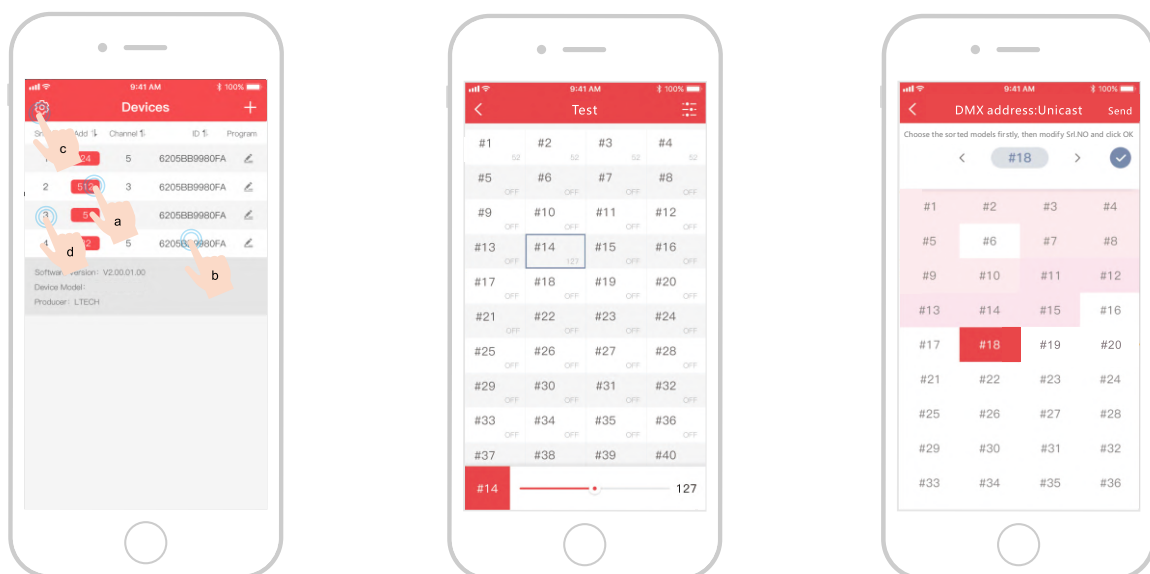 9:41 AM 100%
Devices
Add Channel ID Program
c
24 5 6205BB9980FA
2 512 3 6205BB9980FA
a
3 5 6205BB9980FA
4 5 6205BB9980FA
d
b
Software Version: V2.00.01.00
Device Model:
Producer: LTECH
9:41 AM 100%
Test
#1 #2 #3 #4
52 52 52 52
#5 #6 #7 #8
OFF OFF OFF OFF
#9 #10 #11 #12
OFF OFF OFF OFF
#13 #14 #15 #16
OFF 127 OFF OFF
#17 #18 #19 #20
OFF OFF OFF OFF
#21 #22 #23 #24
OFF OFF OFF OFF
#25 #26 #27 #28
OFF OFF OFF OFF
#29 #30 #31 #32
OFF OFF OFF OFF
#33 #34 #35 #36
OFF OFF OFF OFF
#37 #38 #39 #40
#14 127
9:41 AM 100%
DMX address:Unicast Send
Choose the sorted models firstly, then modify Srl.NO and click OK
#18
#1 #2 #3 #4
#5 #6 #7 #8
#9 #10 #11 #12
#13 #14 #15 #16
#17 #18 #19 #20
#21 #22 #23 #24
#25 #26 #27 #28
#29 #30 #31 #32
#33 #34 #35 #36